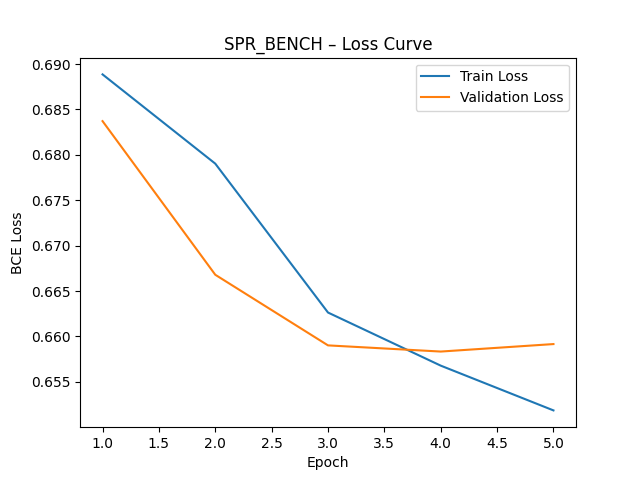 SPR_BENCH – Loss Curve
Train Loss
Validation Loss
BCE Loss
0.690
0.685
0.680
0.675
0.670
0.665
0.660
0.655
1.0 1.5 2.0 2.5 3.0 3.5 4.0 4.5 5.0
Epoch